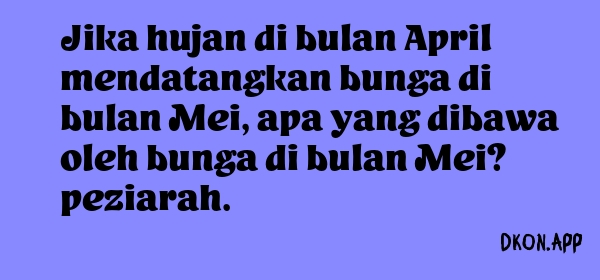 Jika hujan di bulan April
mendatangkan bunga di
bulan Mei, apa yang dibawa
oleh bunga di bulan Mei?
peziarah.
DKON.APP